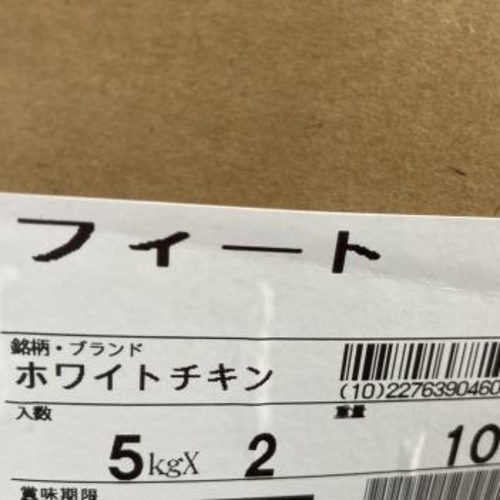 フィート
銘柄・ブランド
ホワイトチキン
(10)2276390460
入数
重量
5kgX 2
10
賞味期限